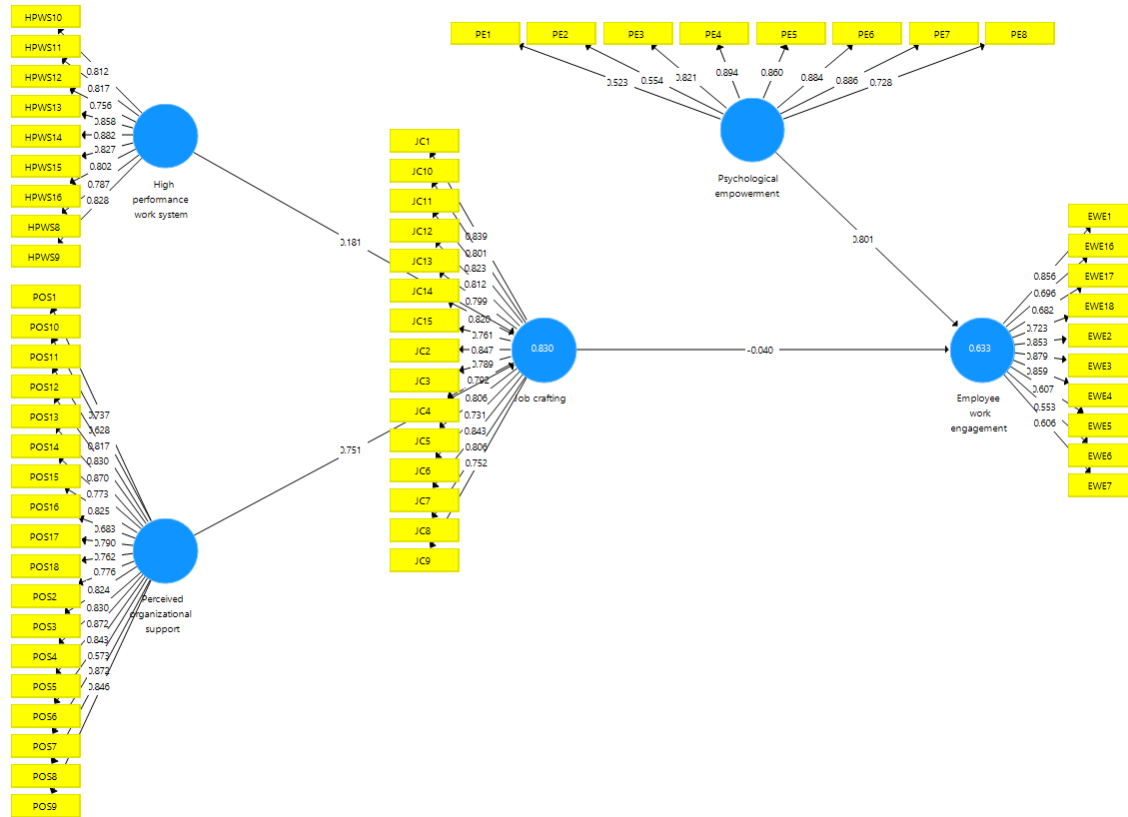 HPWS10
HPWS11
HPWS12
HPWS13
HPWS14
HPWS15
HPWS16
HPWS8
HPWS9
0.812
0.817
0.756
0.858
0.882
0.827
0.802
0.787
0.828
High
performance
work system
POS1
POS10
POS11
POS12
POS13
POS14
POS15
POS16
POS17
POS18
POS2
POS3
POS4
POS5
POS6
POS7
POS8
POS9
0.737
0.628
0.817
0.830
0.870
0.773
0.825
0.683
0.790
0.762
0.776
0.824
0.830
0.872
0.843
0.573
0.872
0.846
Perceived
organizational
support
0.181
0.751
JC1
JC10
JC11
JC12
JC13
JC14
JC15
JC2
JC3
JC4
JC5
JC6
JC7
JC8
JC9
0.839
0.801
0.823
0.812
0.799
0.820
0.761
0.847
0.789
0.792
0.806
0.731
0.843
0.806
0.752
0.830
Job crafting
-0.040
PE1
PE2
PE3
PE4
PE5
PE6
PE7
PE8
0.523
0.554
0.821
0.894
0.860
0.884
0.886
0.728
Psychological
empowerment
0.801
0.633
Employee
work
engagement
EWE1
EWE16
EWE17
EWE18
EWE2
EWE3
EWE4
EWE5
EWE6
EWE7
0.856
0.696
0.682
0.723
0.853
0.879
0.859
0.607
0.553
0.606